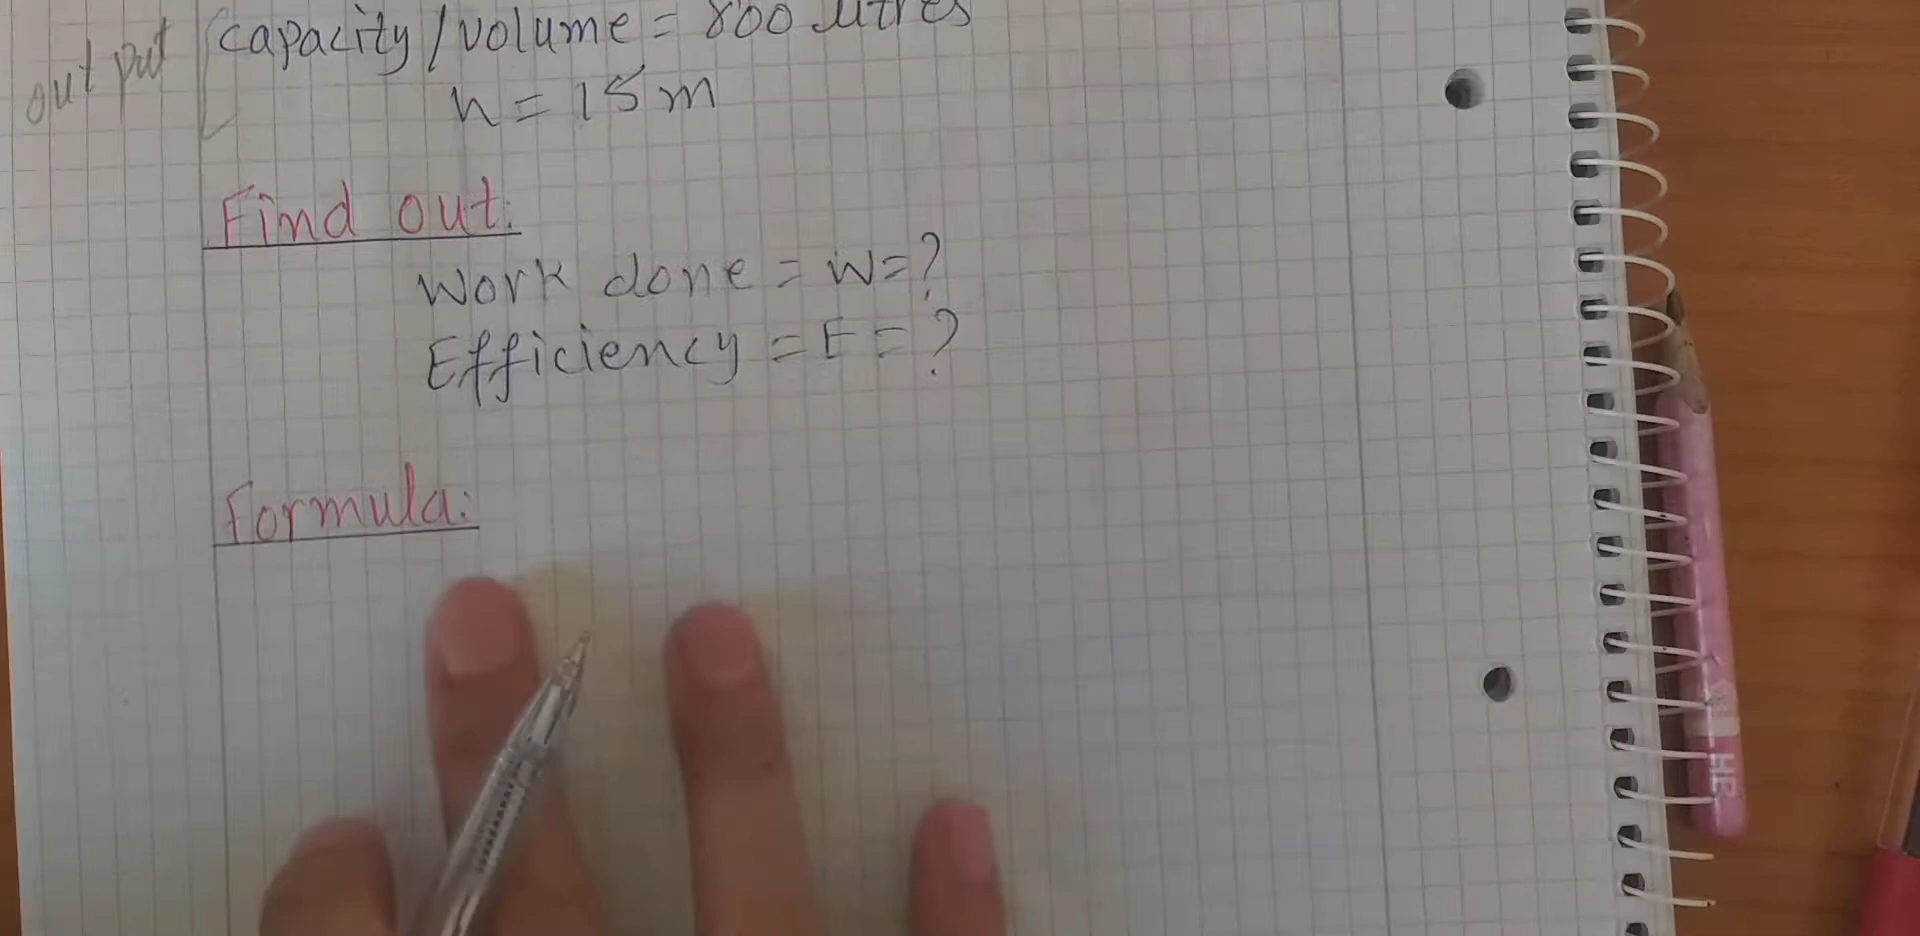 out put
capacity/volume = 800 litres
h = 15 m
Find out:
Work done = W = ?
Efficiency = E = ?
Formula:
HB